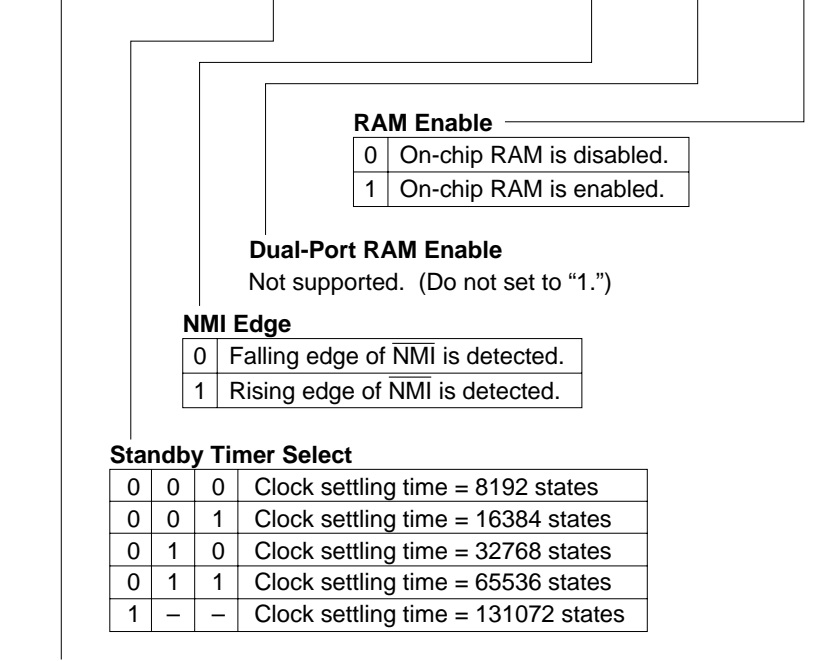 RAM Enable
0 On-chip RAM is disabled.
1 On-chip RAM is enabled.
Dual-Port RAM Enable
Not supported. (Do not set to “1.”)
NMI Edge
0 Falling edge of N̅M̅I̅ is detected.
1 Rising edge of N̅M̅I̅ is detected.
Standby Timer Select
0 0 0 Clock settling time = 8192 states
0 0 1 Clock settling time = 16384 states
0 1 0 Clock settling time = 32768 states
0 1 1 Clock settling time = 65536 states
1 – – Clock settling time = 131072 states